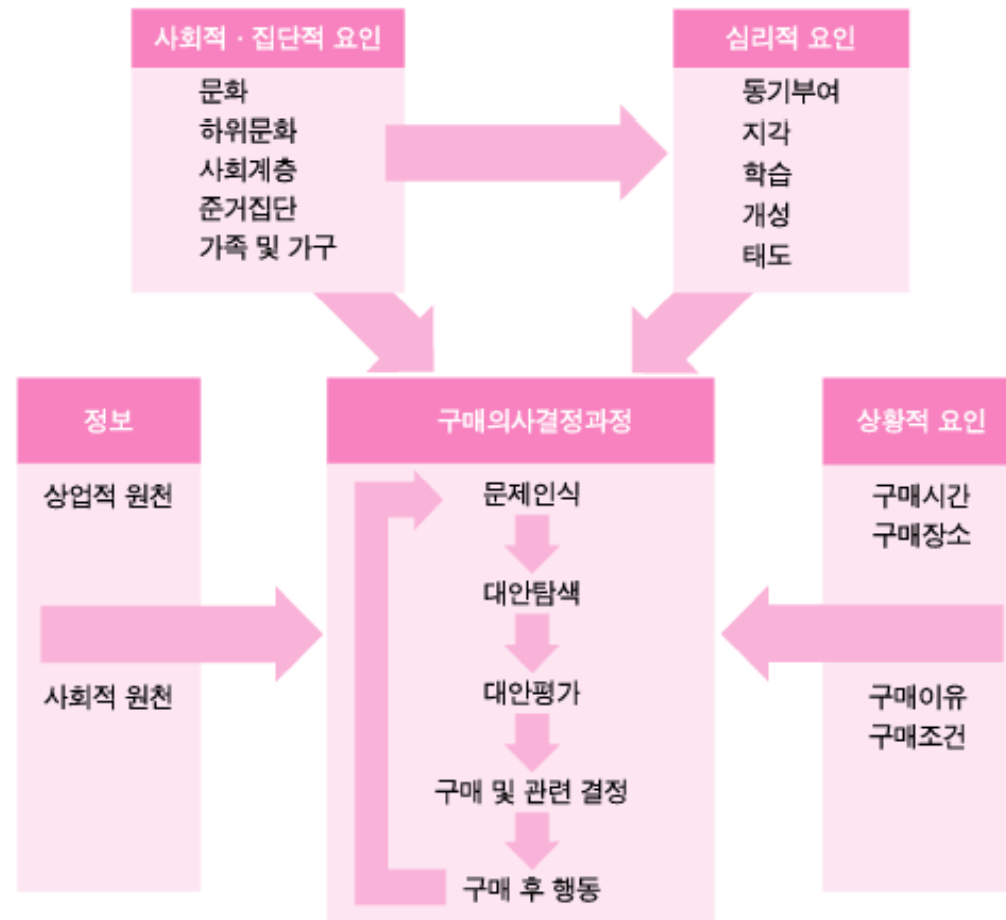 사회적 · 집단적 요인
문화
하위문화
사회계층
준거집단
가족 및 가구
심리적 요인
동기부여
지각
학습
개성
태도
정보
상업적 원천
사회적 원천
구매의사결정과정
문제인식
대안탐색
대안평가
구매 및 관련 결정
구매 후 행동
상황적 요인
구매시간
구매장소
구매이유
구매조건